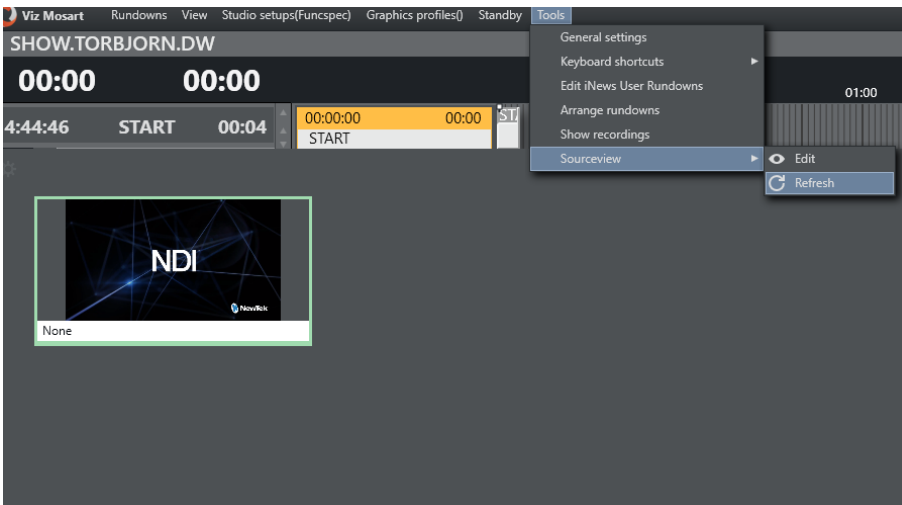 Viz Mosart Rundowns View Studio setups(Funcspec) Graphics profiles() Standby Tools
SHOW.TORBJORN.DW
General settings
Keyboard shortcuts
Edit iNews User Rundowns
Arrange rundowns
Show recordings
Sourceview
Edit
Refresh
00:00 00:00
01:00
4:44:46 START 00:04
00:00:00 00:00
START
NDI
NewTek
None